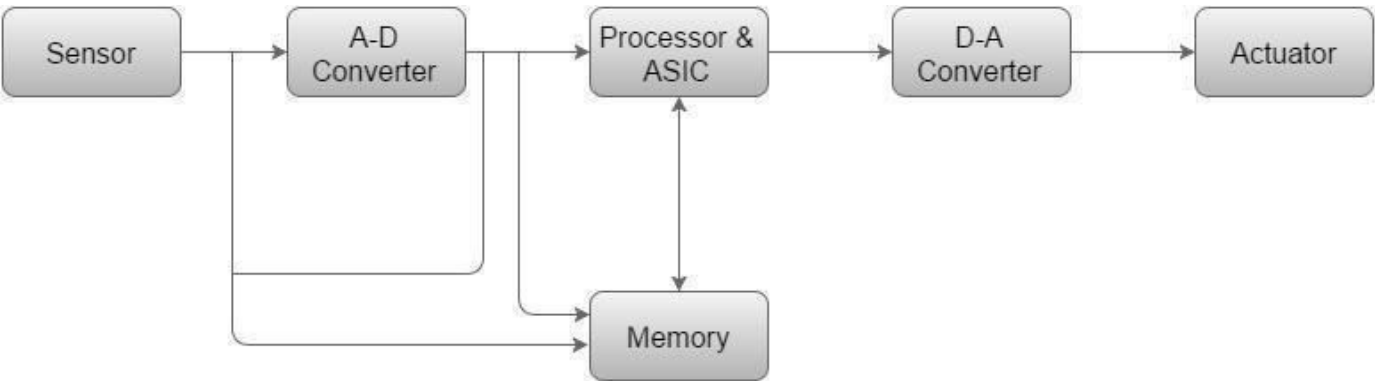 Sensor
A-D
Converter
Processor &
ASIC
D-A
Converter
Actuator
Memory